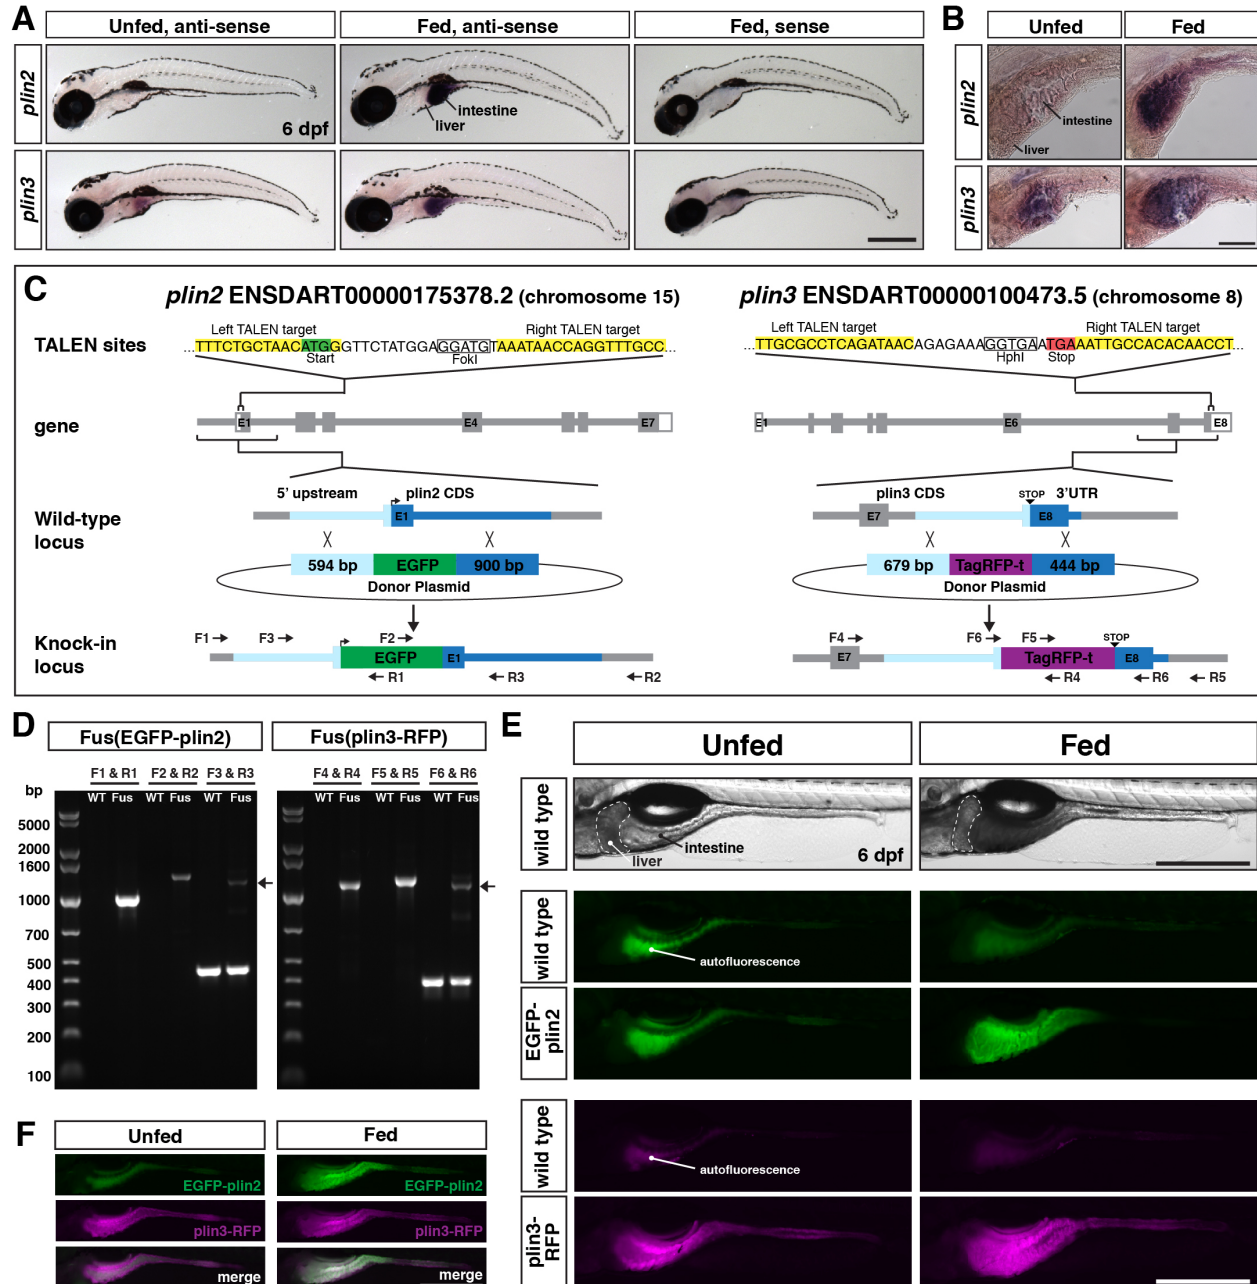 A
Unfed, anti-sense
Fed, anti-sense
Fed, sense
plin2
intestine
liver
6 dpf
plin3
B
Unfed
Fed
plin2
intestine
liver
plin3
C
plin2 ENSDART00000175378.2 (chromosome 15)
plin3 ENSDART00000100473.5 (chromosome 8)
TALEN sites
Left TALEN target
Right TALEN target
...TTTCTGCTAACATGGGTTCTATGGAGGATGTAAATAACCAGGTTTGCC...
Start
FokI
Left TALEN target
Right TALEN target
...TTGCGCCTCAGATAACAGAGAAAGGTGAATGAAATTGCCACACAACCT...
HphI
Stop
gene
E1
E4
E7
E1
E6
E8
5' upstream
plin2 CDS
plin3 CDS
STOP
3'UTR
Wild-type
locus
E1
E7
E8
594 bp
EGFP
900 bp
Donor Plasmid
679 bp
TagRFP-t
444 bp
Donor Plasmid
Knock-in
locus
F1
F3
F2
EGFP
E1
R1
R3
R2
F4
F6
F5
STOP
E7
TagRFP-t
E8
R4
R6
R5
D
Fus(EGFP-plin2)
Fus(plin3-RFP)
F1 & R1
F2 & R2
F3 & R3
F4 & R4
F5 & R5
F6 & R6
bp
WT Fus
WT Fus
WT Fus
WT Fus
WT Fus
WT Fus
5000
2000
1600
1000
700
500
400
300
200
100
E
Unfed
Fed
wild type
liver
intestine
6 dpf
wild type
autofluorescence
EGFP-
plin2
wild type
autofluorescence
plin3-
RFP
F
Unfed
Fed
EGFP-plin2
EGFP-plin2
plin3-RFP
plin3-RFP
merge
merge